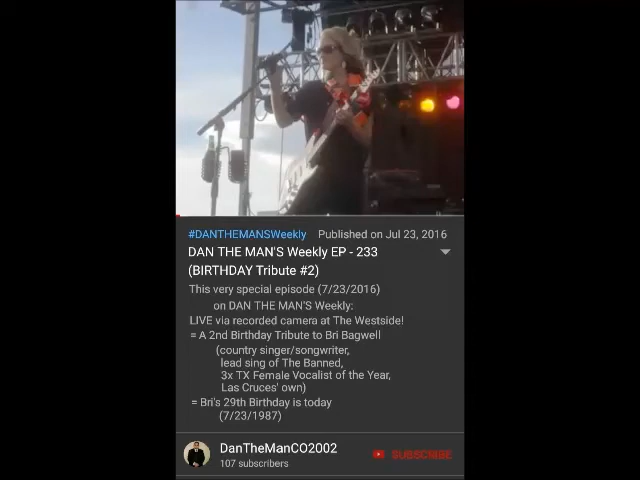 #DANTHEMANSWeekly Published on Jul 23, 2016
DAN THE MAN'S Weekly EP - 233
(BIRTHDAY Tribute #2)
This very special episode (7/23/2016)
on DAN THE MAN'S Weekly:
LIVE via recorded camera at The Westside!
= A 2nd Birthday Tribute to Bri Bagwell
(country singer/songwriter,
lead sing of The Banned,
3x TX Female Vocalist of the Year,
Las Cruces' own)
= Bri's 29th Birthday is today
(7/23/1987)
DanTheManCO2002
107 subscribers
SUBSCRIBE